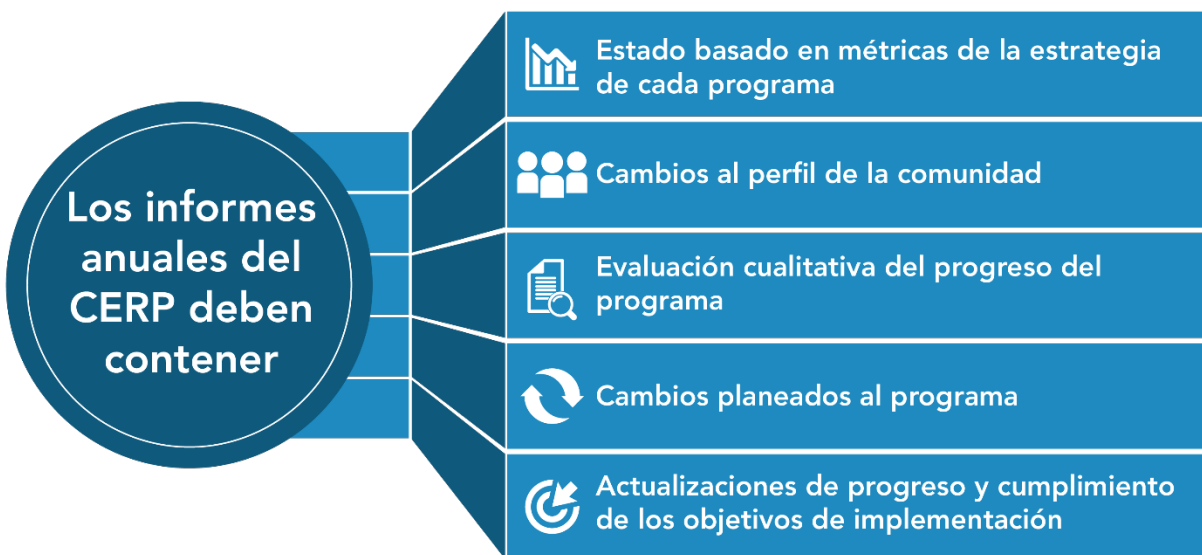 Los informes
anuales del
CERP deben
contener
Estado basado en métricas de la estrategia
de cada programa
Cambios al perfil de la comunidad
Evaluación cualitativa del progreso del
programa
Cambios planeados al programa
Actualizaciones de progreso y cumplimiento
de los objetivos de implementación